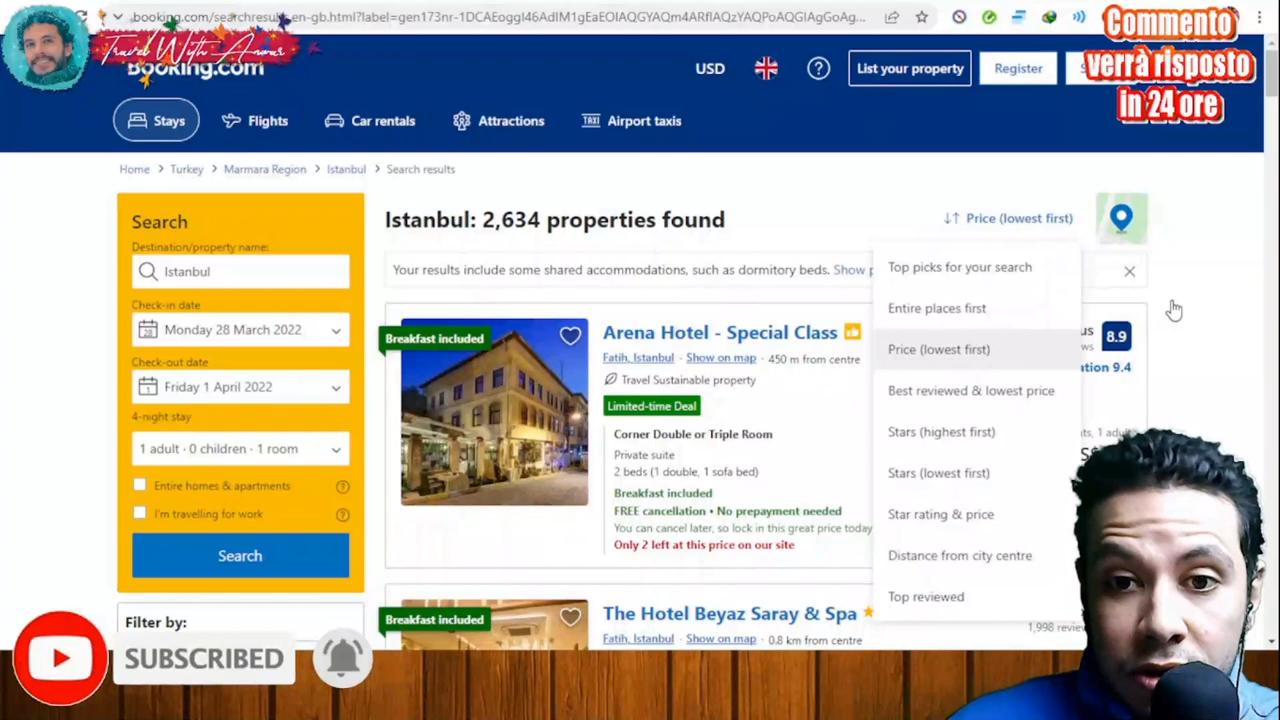 booking.com/searchresults.en-gb.html?label=gen173nr-1DCAEoggI46AdIM1gEaEOIAQGYAQm4ARfIAQzYAQPoAQGIAgGoAg...
Commento
verrà risposto
in 24 ore
Travel With Anwar
Booking.com
USD
List your property
Register
Stays
Flights
Car rentals
Attractions
TAXI
Airport taxis
Home > Turkey > Marmara Region > Istanbul > Search results
Search
Destination/property name:
Istanbul
Check-in date
Monday 28 March 2022
Check-out date
Friday 1 April 2022
4-night stay
1 adult · 0 children · 1 room
Entire homes & apartments
I'm travelling for work
Search
Filter by:
Istanbul: 2,634 properties found
Price (lowest first)
Your results include some shared accommodations, such as dormitory beds. Show
Top picks for your search
Entire places first
Price (lowest first)
Best reviewed & lowest price
Stars (highest first)
Stars (lowest first)
Star rating & price
Distance from city centre
Top reviewed
Breakfast included
Arena Hotel - Special Class
8.9
Fatih, Istanbul Show on map · 450 m from centre
9.4
Travel Sustainable property
Limited-time Deal
Corner Double or Triple Room
Private suite
2 beds (1 double, 1 sofa bed)
Breakfast included
FREE cancellation • No prepayment needed
You can cancel later, so lock in this great price today
Only 2 left at this price on our site
Breakfast included
The Hotel Beyaz Saray & Spa
Fatih, Istanbul Show on map · 0.8 km from centre
1,998
SUBSCRIBED